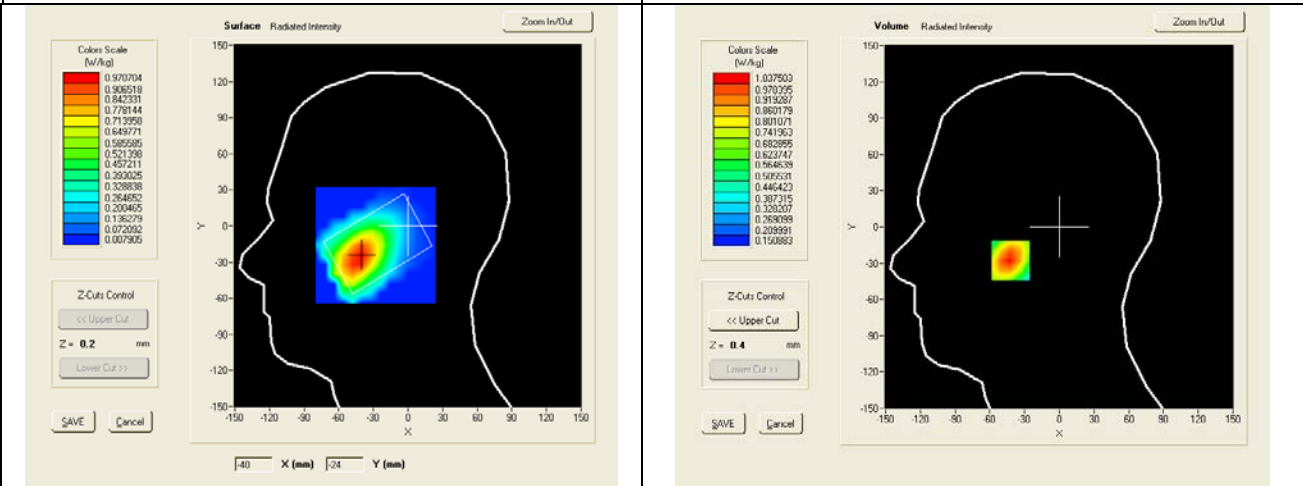 Surface Radiated Intensity
Zoom In/Out
Colors Scale
(W/kg)
0.970704
0.906518
0.842331
0.778144
0.713958
0.649771
0.585585
0.521398
0.457211
0.393025
0.328838
0.264652
0.200465
0.136279
0.072092
0.007905
150
120
90
60
30
0
-30
-60
-90
-120
-150
Y
-150 -120 -90 -60 -30 0 30 60 90 120 150
X
Z-Cuts Control
<< Upper Cut
Z = 0.2 mm
Lower Cut >>
SAVE Cancel
-40 X (mm) -24 Y (mm)
Volume Radiated Intensity
Zoom In/Out
Colors Scale
(W/kg)
1.037503
0.978395
0.919287
0.860179
0.801071
0.741963
0.682855
0.623747
0.564639
0.505531
0.446423
0.387315
0.328207
0.269099
0.209991
0.150883
150
120
90
60
30
0
-30
-60
-90
-120
-150
Y
-150 -120 -90 -60 -30 0 30 60 90 120 150
X
Z-Cuts Control
<< Upper Cut
Z = 0.4 mm
Lower Cut >>
SAVE Cancel